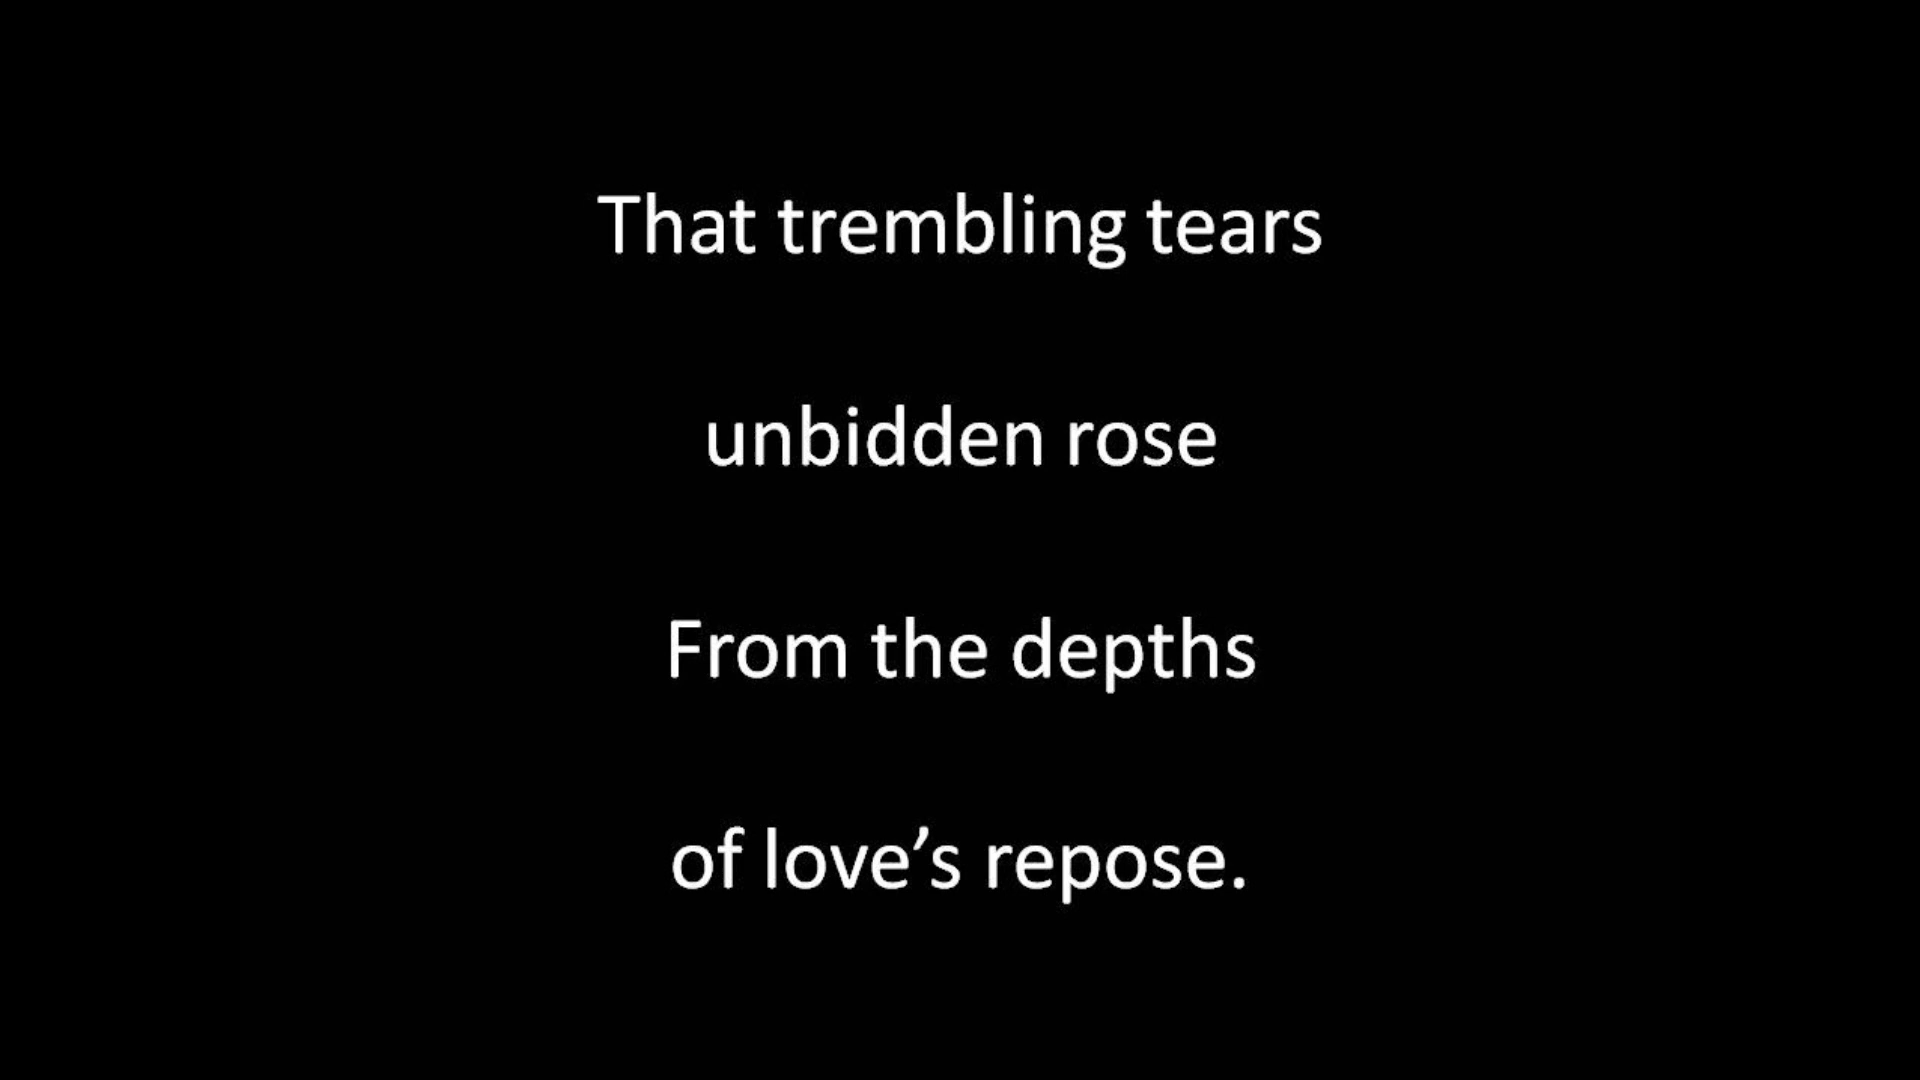 That trembling tears
unbidden rose
From the depths
of love’s repose.